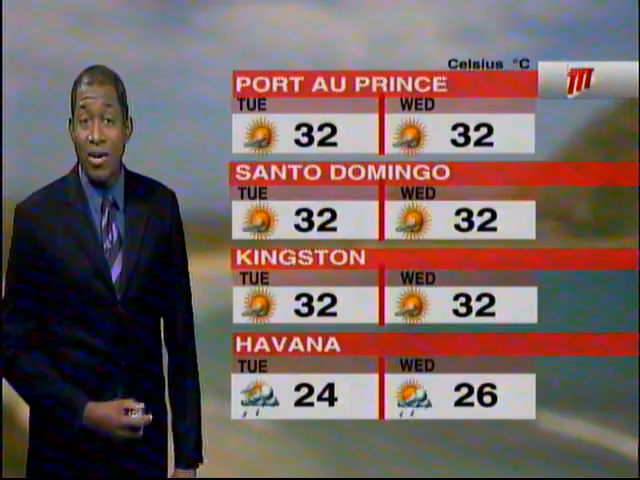 Celsius °C
PORT AU PRINCE
TUE WED
32 32
SANTO DOMINGO
TUE WED
32 32
KINGSTON
TUE WED
32 32
HAVANA
TUE WED
24 26